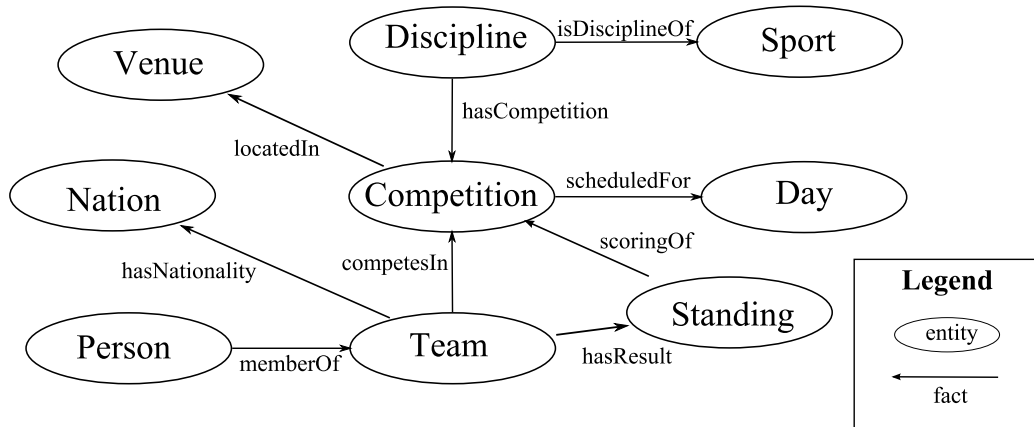 Discipline
isDisciplineOf
Sport
Venue
hasCompetition
locatedIn
Nation
Competition
scheduledFor
Day
hasNationality
competesIn
scoringOf
Standing
Person
memberOf
Team
hasResult
Legend
entity
fact